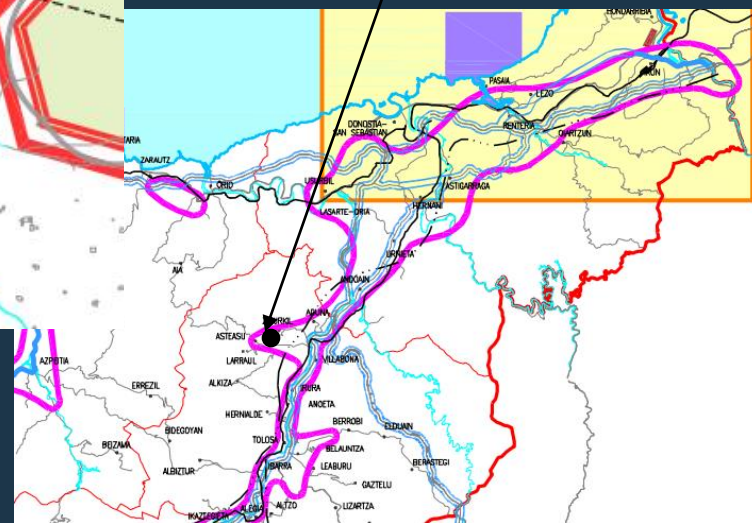 HONDARRIBIA
IRUN
PASAIA
LEZO
DONOSTIA-
SAN SEBASTIAN
RENTERIA
OIARTZUN
ZARAUTZ
ORIO
USURBIL
ASTIGARRAGA
LASARTE-ORIA
HERNANI
URNIETA
AIA
ANDOAIN
ADUNA
ASTEASU
LARRAUL
VILLABONA
AZPEITIA
ALKIZA
ERREZIL
IRURA
ANOETA
HERNIALDE
BERROBI
ELDUAIN
BIDEGOYAN
TOLOSA
BEIZAMA
BELAUNTZA
IBARRA
LEABURU
BERASTEGI
ALBIZTUR
GAZTELU
ALEGIA
ALTZO
LIZARTZA
IKAZTEGIETA